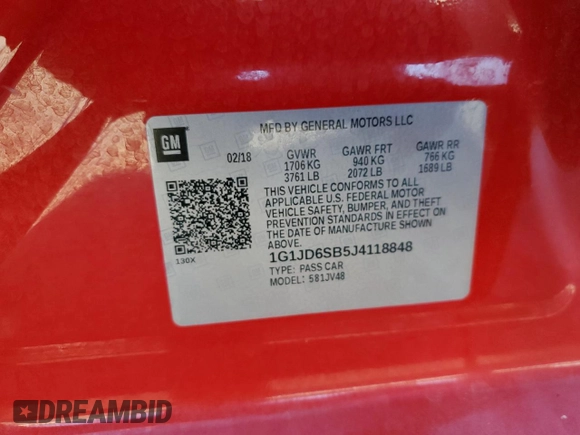 MFD BY GENERAL MOTORS LLC
GM
02/18
GVWR GAWR FRT GAWR RR
1706 KG 940 KG 766 KG
3761 LB 2072 LB 1689 LB
THIS VEHICLE CONFORMS TO ALL
APPLICABLE U.S. FEDERAL MOTOR
VEHICLE SAFETY, BUMPER, AND THEFT
PREVENTION STANDARDS IN EFFECT ON
THE DATE OF MANUFACTURE SHOWN
ABOVE.
130X
1G1JD6SB5J4118848
TYPE: PASS CAR
MODEL: 581JV48
DREAMBID